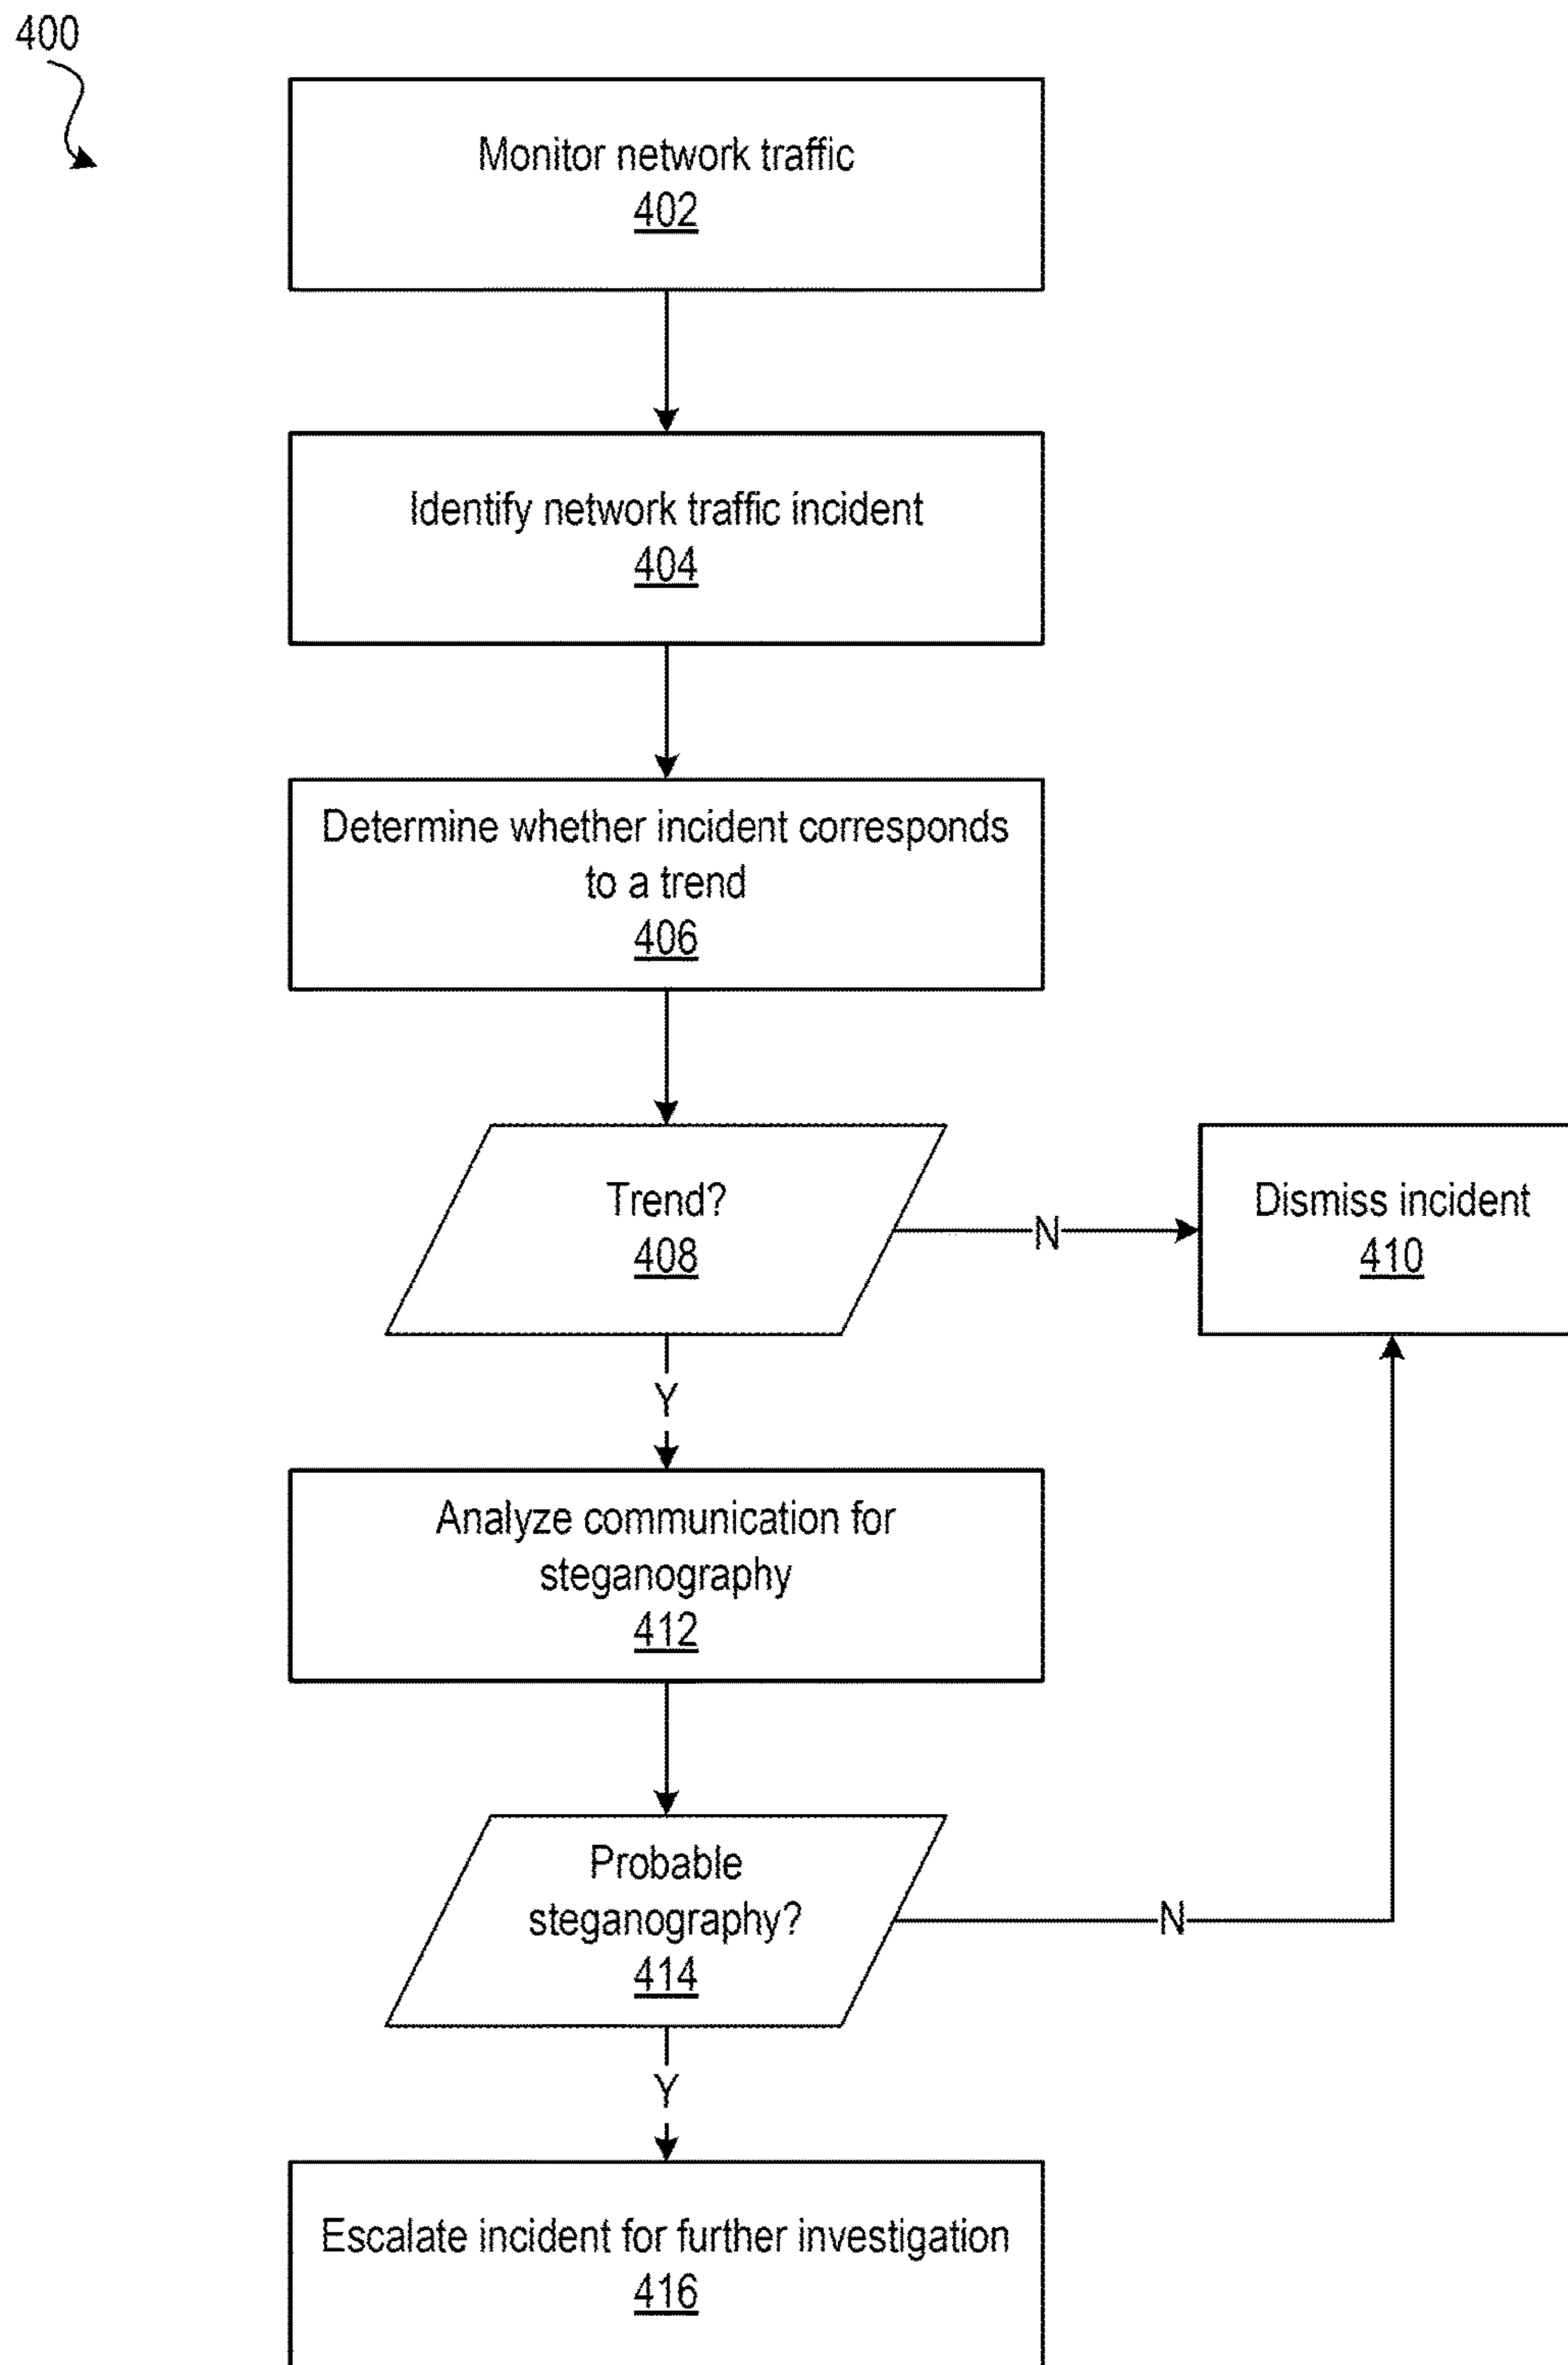 400
Monitor network traffic
402
Identify network traffic incident
404
Determine whether incident corresponds
to a trend
406
Trend?
408
N
Dismiss incident
410
Y
Analyze communication for
steganography
412
Probable
steganography?
414
N
Y
Escalate incident for further investigation
416